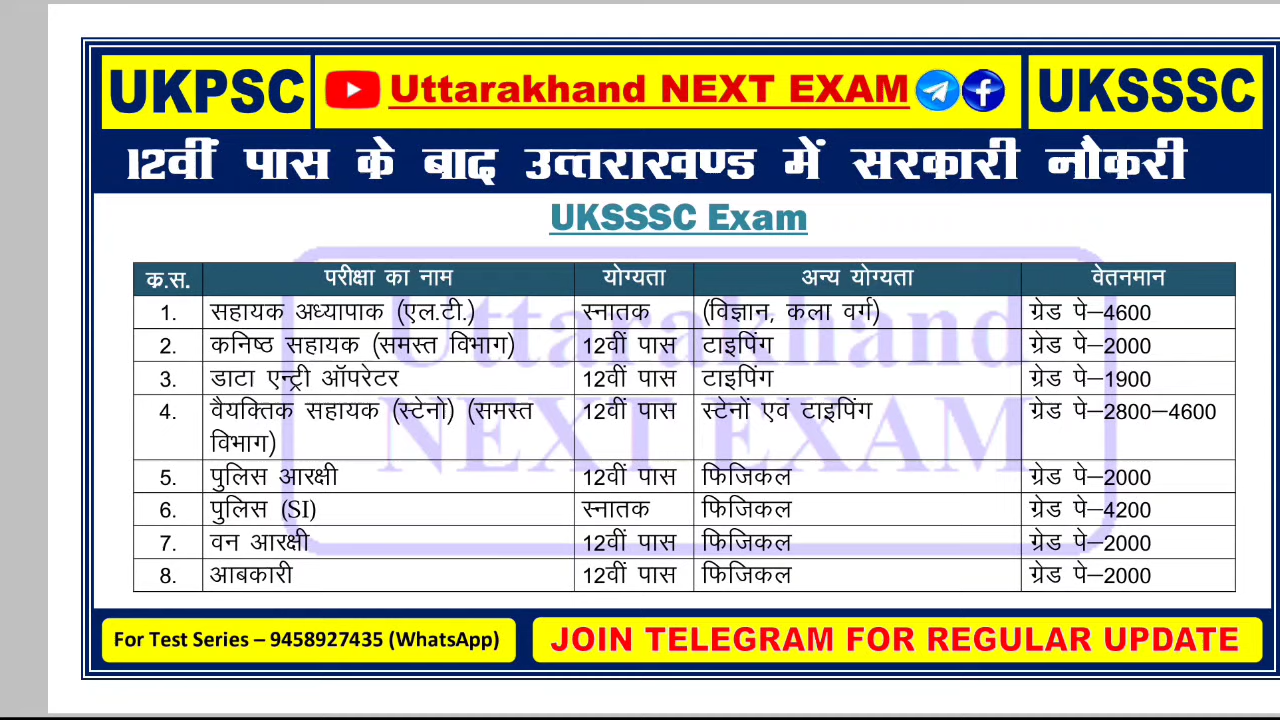 UKPSC Uttarakhand NEXT EXAM UKSSSC
12वीं पास के बाद उत्तराखण्ड में सरकारी नौकरी
UKSSSC Exam
क्र.स. परीक्षा का नाम योग्यता अन्य योग्यता वेतनमान
1. सहायक अध्यापाक (एल.टी.) स्नातक (विज्ञान, कला वर्ग) ग्रेड पे–4600
2. कनिष्ठ सहायक (समस्त विभाग) 12वीं पास टाइपिंग ग्रेड पे–2000
3. डाटा एन्ट्री ऑपरेटर 12वीं पास टाइपिंग ग्रेड पे–1900
4. वैयक्तिक सहायक (स्टेनो) (समस्त 12वीं पास स्टेनों एवं टाइपिंग ग्रेड पे–2800–4600
विभाग)
5. पुलिस आरक्षी 12वीं पास फिजिकल ग्रेड पे–2000
6. पुलिस (SI) स्नातक फिजिकल ग्रेड पे–4200
7. वन आरक्षी 12वीं पास फिजिकल ग्रेड पे–2000
8. आबकारी 12वीं पास फिजिकल ग्रेड पे–2000
Uttarakhand
NEXT EXAM
For Test Series – 9458927435 (WhatsApp) JOIN TELEGRAM FOR REGULAR UPDATE